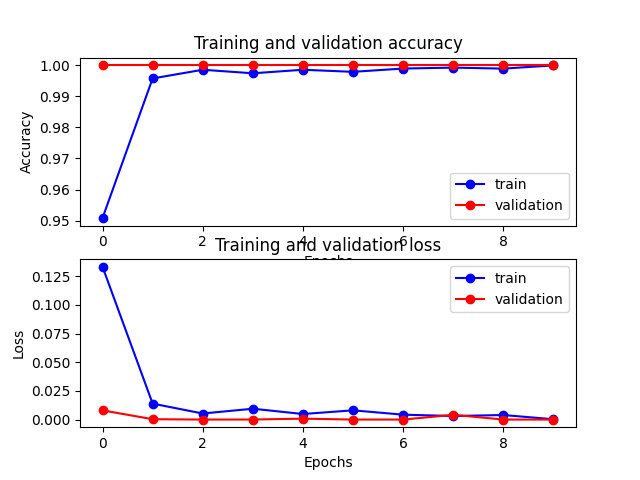 Training and validation accuracy
Accuracy
1.00
0.99
0.98
0.97
0.96
0.95
train
validation
0
2
4
6
8
Epochs
Training and validation loss
Loss
0.125
0.100
0.075
0.050
0.025
0.000
train
validation
0
2
4
6
8
Epochs